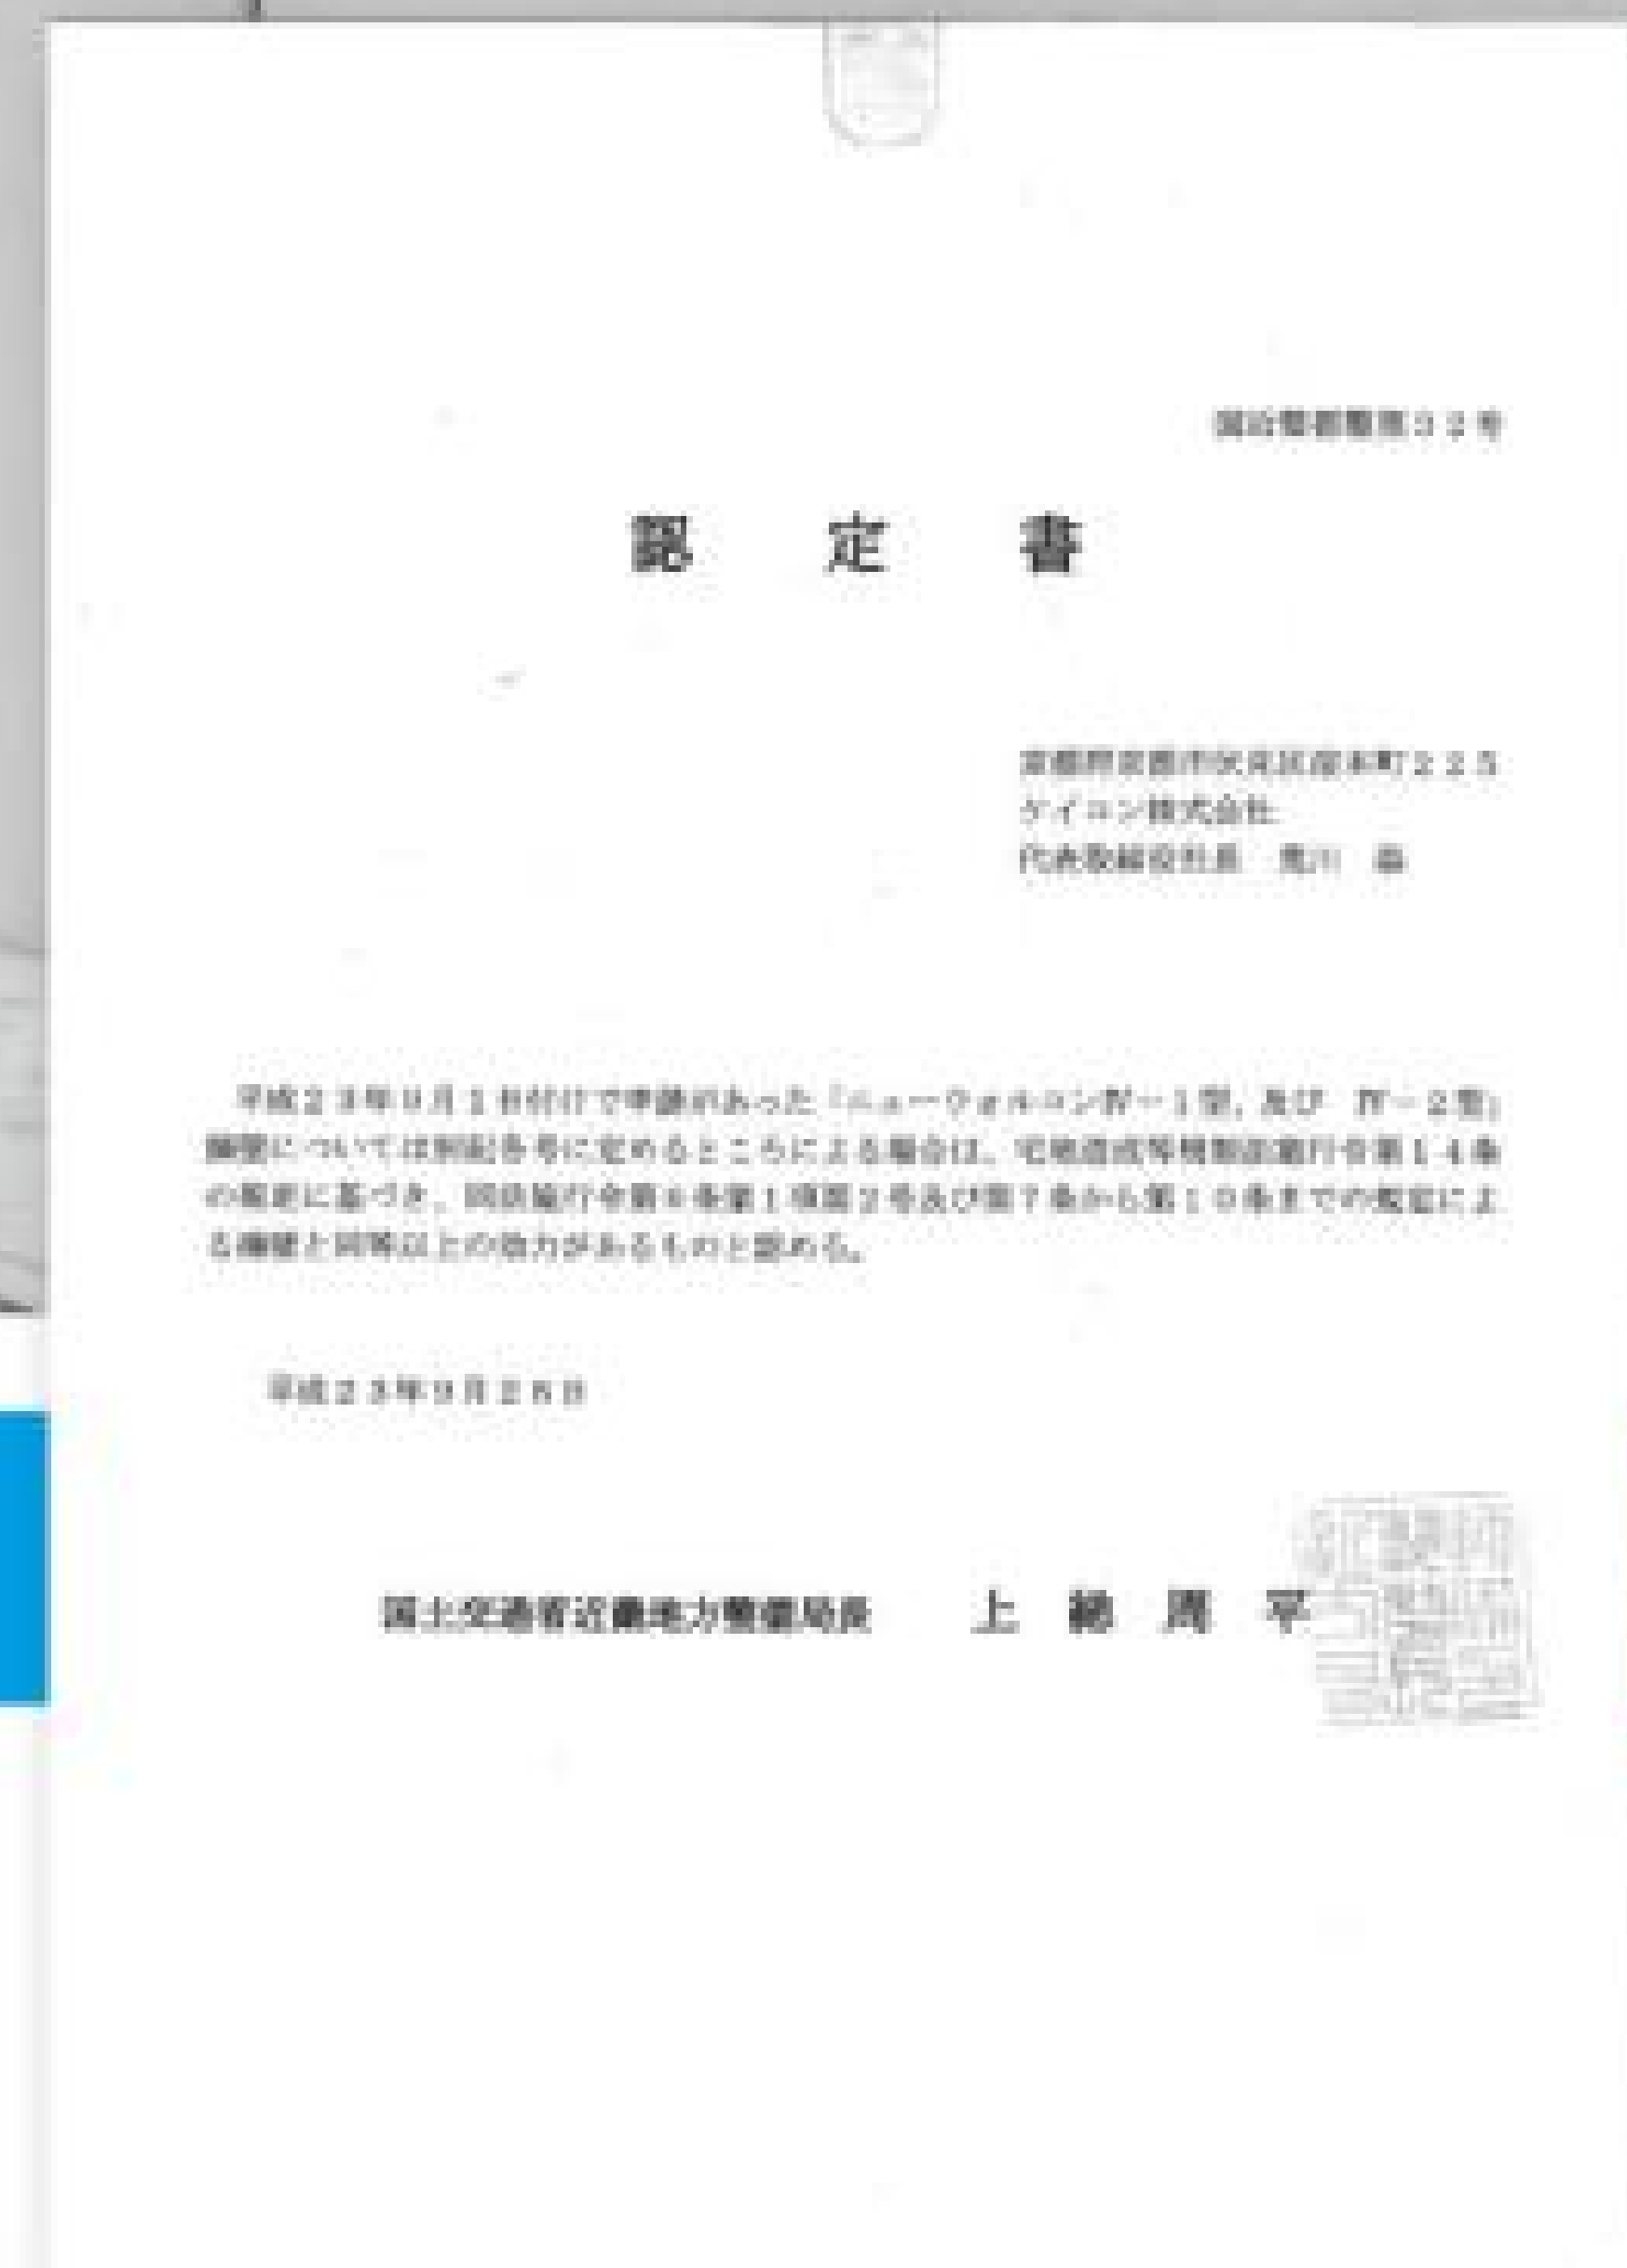 国近整都整第32号
認定書
京都府京都市伏見区淀本町225
ケイコン株式会社
代表取締役社長 荒川
平成23年9月1日付けで申請があった「ニューウォルコンⅣ-1型,及び Ⅳ-2型」
擁壁については別記各号に定めるところによる場合は、宅地造成等規制法施行令第14条
の規定に基づき、同法施行令第6条第1項第2号及び第7条から第10条までの規定によ
る擁壁と同等以上の効力があるものと認める。
平成23年9月26日
国土交通省近畿地方整備局長 上総周平